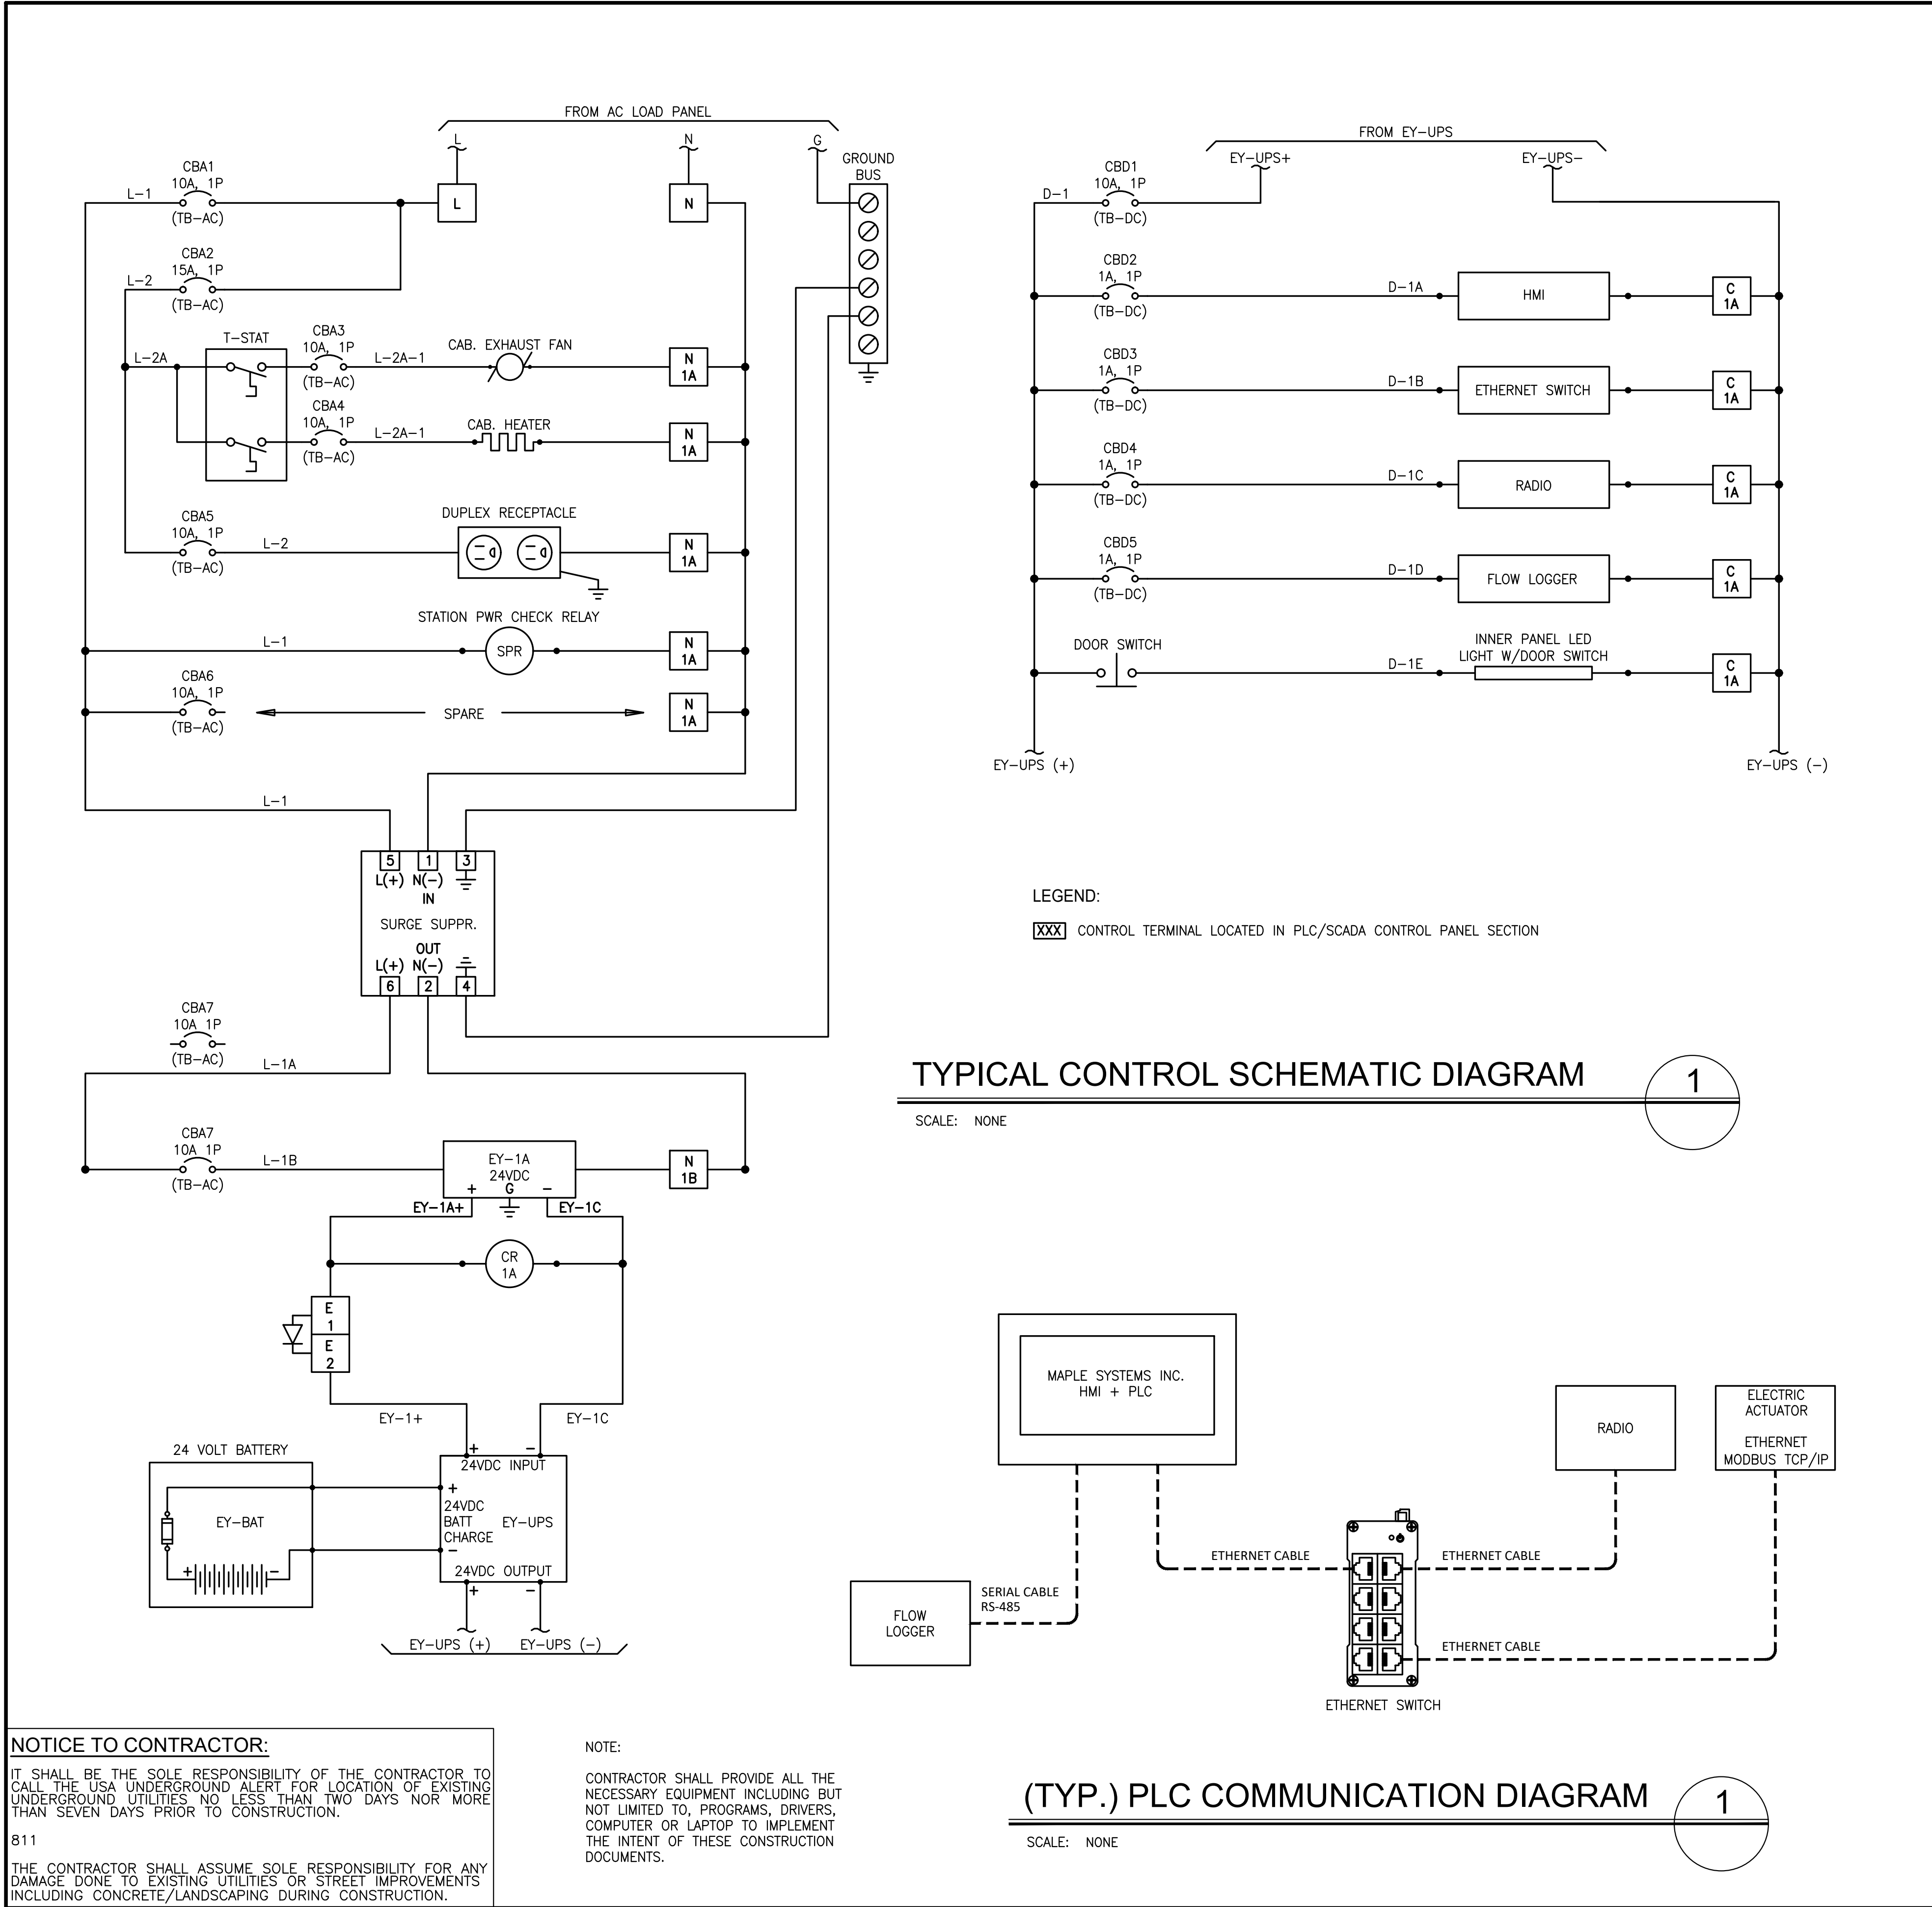 FROM AC LOAD PANEL
L
N
G
GROUND
BUS
CBA1
10A, 1P
L-1
(TB-AC)
L
N
CBA2
15A, 1P
L-2
(TB-AC)
T-STAT
CBA3
10A, 1P
L-2A
L-2A-1
(TB-AC)
CAB. EXHAUST FAN
N
1A
CBA4
10A, 1P
L-2A-1
(TB-AC)
CAB. HEATER
N
1A
CBA5
10A, 1P
L-2
(TB-AC)
DUPLEX RECEPTACLE
N
1A
STATION PWR CHECK RELAY
L-1
SPR
N
1A
CBA6
10A, 1P
(TB-AC)
SPARE
N
1A
L-1
5 1 3
L(+) N(-)
IN
SURGE SUPPR.
OUT
L(+) N(-)
6 2 4
CBA7
10A 1P
(TB-AC)
L-1A
CBA7
10A 1P
(TB-AC)
L-1B
EY-1A
24VDC
+ G -
N
1B
EY-1A+
EY-1C
CR
1A
E
1
E
2
EY-1+
EY-1C
24 VOLT BATTERY
EY-BAT
+ -
+ -
24VDC INPUT
+
24VDC
BATT
CHARGE
-
EY-UPS
24VDC OUTPUT
+ -
EY-UPS (+) EY-UPS (-)
FROM EY-UPS
EY-UPS+
EY-UPS-
CBD1
10A, 1P
D-1
(TB-DC)
CBD2
1A, 1P
(TB-DC)
D-1A
HMI
C
1A
CBD3
1A, 1P
(TB-DC)
D-1B
ETHERNET SWITCH
C
1A
CBD4
1A, 1P
(TB-DC)
D-1C
RADIO
C
1A
CBD5
1A, 1P
(TB-DC)
D-1D
FLOW LOGGER
C
1A
DOOR SWITCH
D-1E
INNER PANEL LED
LIGHT W/DOOR SWITCH
C
1A
EY-UPS (+)
EY-UPS (-)
LEGEND:
XXX CONTROL TERMINAL LOCATED IN PLC/SCADA CONTROL PANEL SECTION
TYPICAL CONTROL SCHEMATIC DIAGRAM
1
SCALE: NONE
MAPLE SYSTEMS INC.
HMI + PLC
RADIO
ELECTRIC
ACTUATOR
ETHERNET
MODBUS TCP/IP
ETHERNET CABLE
ETHERNET CABLE
SERIAL CABLE
RS-485
FLOW
LOGGER
ETHERNET CABLE
ETHERNET SWITCH
(TYP.) PLC COMMUNICATION DIAGRAM
1
SCALE: NONE
NOTICE TO CONTRACTOR:
IT SHALL BE THE SOLE RESPONSIBILITY OF THE CONTRACTOR TO
CALL THE USA UNDERGROUND ALERT FOR LOCATION OF EXISTING
UNDERGROUND UTILITIES NO LESS THAN TWO DAYS NOR MORE
THAN SEVEN DAYS PRIOR TO CONSTRUCTION.
811
THE CONTRACTOR SHALL ASSUME SOLE RESPONSIBILITY FOR ANY
DAMAGE DONE TO EXISTING UTILITIES OR STREET IMPROVEMENTS
INCLUDING CONCRETE/LANDSCAPING DURING CONSTRUCTION.
NOTE:
CONTRACTOR SHALL PROVIDE ALL THE
NECESSARY EQUIPMENT INCLUDING BUT
NOT LIMITED TO, PROGRAMS, DRIVERS,
COMPUTER OR LAPTOP TO IMPLEMENT
THE INTENT OF THESE CONSTRUCTION
DOCUMENTS.